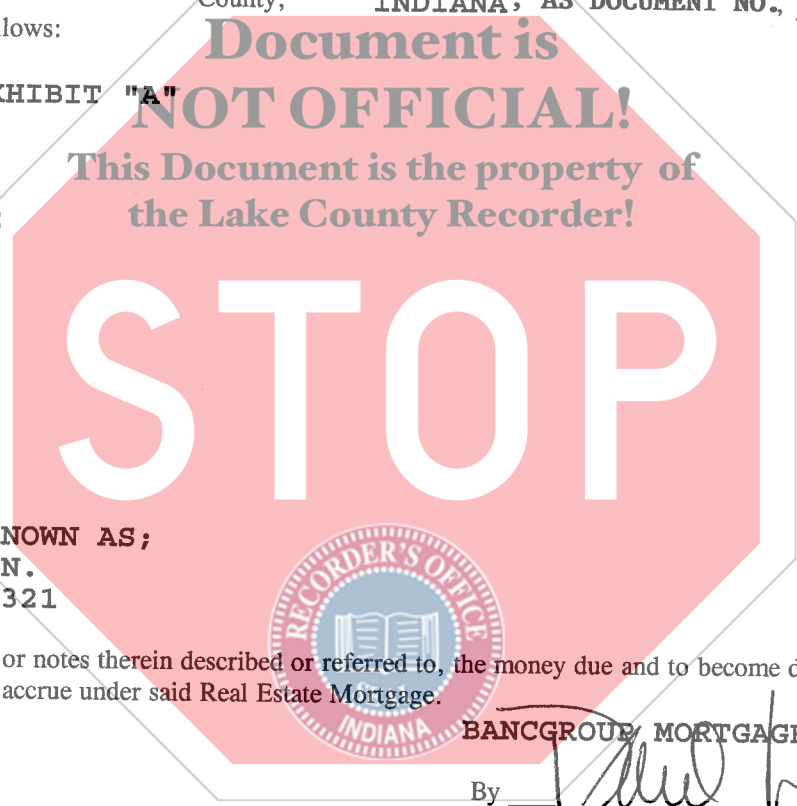 County, INDIANA, AS DOCUMENT NO.,
lows:
Document is
XHIBIT "A"
NOT OFFICIAL!
This Document is the property of
the Lake County Recorder!
STOP
NOWN AS;
N.
321
RECORDER'S OFFICE
or notes therein described or referred to, the money due and to become d
accrue under said Real Estate Mortgage.
INDIANA
BANCGROUP MORTGAGE
By